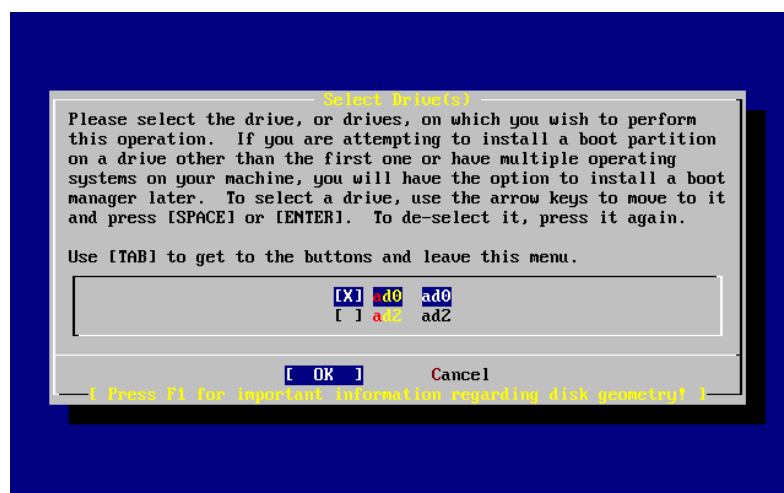 Select Drive(s)
Please select the drive, or drives, on which you wish to perform
this operation.  If you are attempting to install a boot partition
on a drive other than the first one or have multiple operating
systems on your machine, you will have the option to install a boot
manager later.  To select a drive, use the arrow keys to move to it
and press [SPACE] or [ENTER].  To de-select it, press it again.
Use [TAB] to get to the buttons and leave this menu.
[X] ad0 ad0
[ ] ad2 ad2
[ OK ] Cancel
[ Press F1 for important information regarding disk geometry! ]